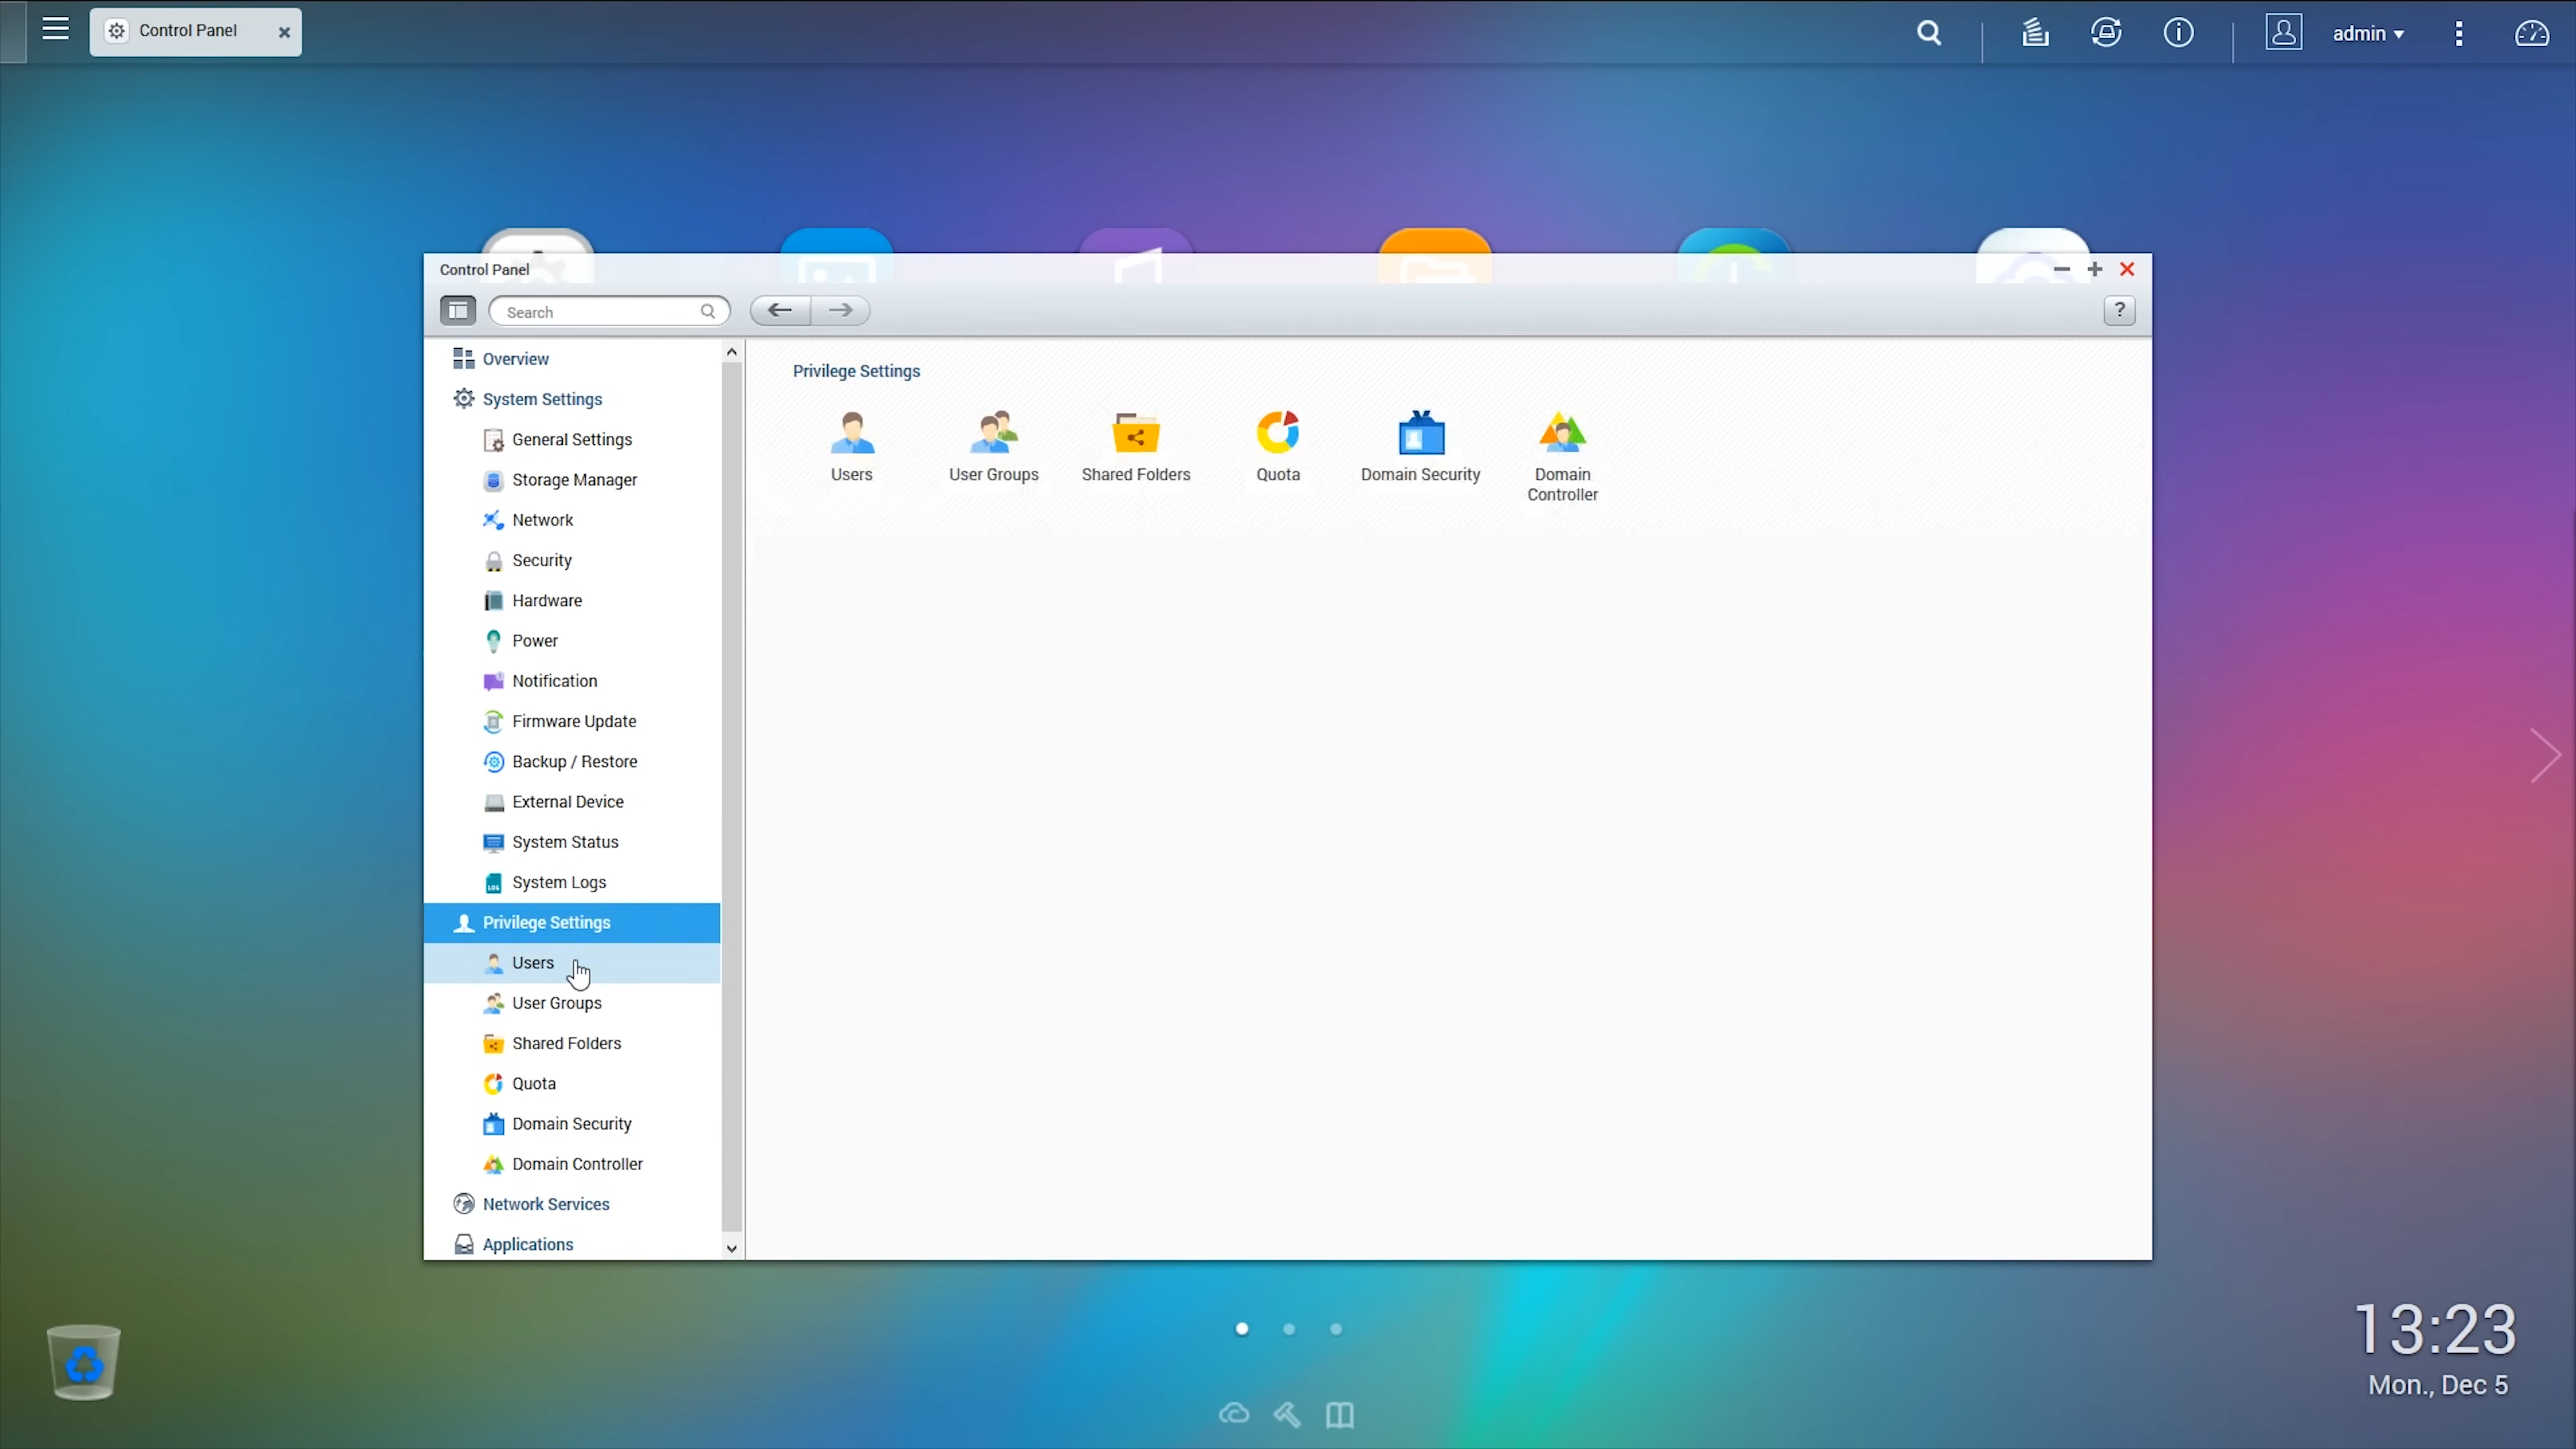 Control Panel
admin
Control Panel
Search
?
Overview
System Settings
General Settings
Storage Manager
Network
Security
Hardware
Power
Notification
Firmware Update
Backup / Restore
External Device
System Status
System Logs
Privilege Settings
Users
User Groups
Shared Folders
Quota
Domain Security
Domain Controller
Network Services
Applications
Privilege Settings
Users
User Groups
Shared Folders
Quota
Domain Security
Domain
Controller
13:23
Mon., Dec 5